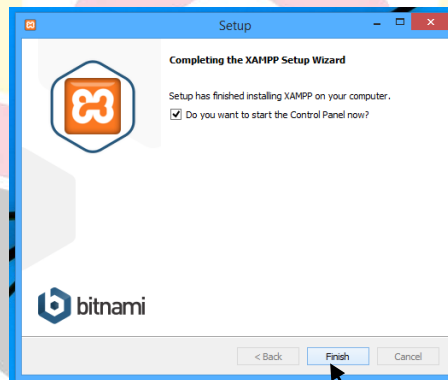 Setup
Completing the XAMPP Setup Wizard
Setup has finished installing XAMPP on your computer.
Do you want to start the Control Panel now?
bitnami
< Back
Finish
Cancel